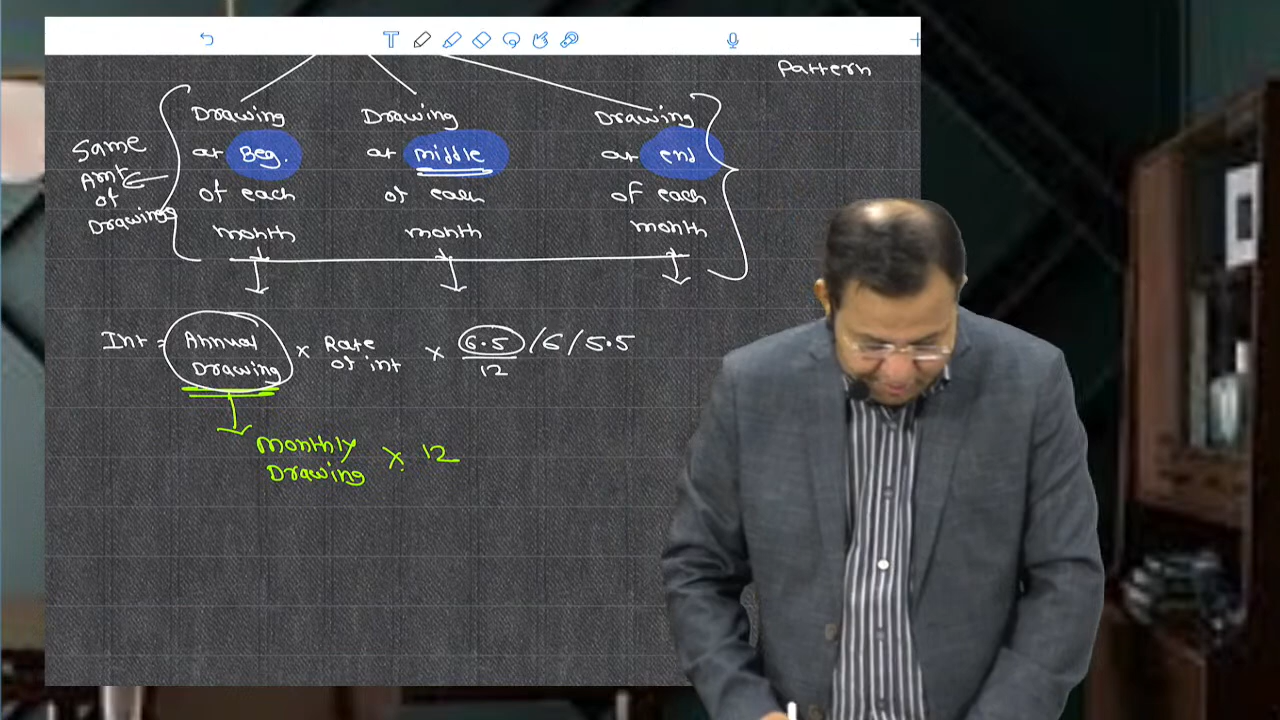 Pattern
Drawing
at Beg.
of each
month
Drawing
at middle
of each
month
Drawing
at end
of each
month
Same
Amt
of
Drawings
Int = Annual Drawing x Rate of int x 6.5/12 / 6 / 5.5
Monthly
Drawing x 12